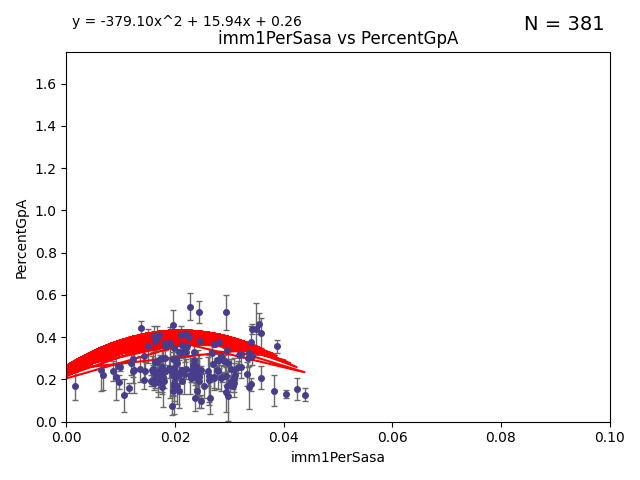 y = -379.10x^2 + 15.94x + 0.26
N = 381
imm1PerSasa vs PercentGpA
PercentGpA
1.6
1.4
1.2
1.0
0.8
0.6
0.4
0.2
0.0
0.00 0.02 0.04 0.06 0.08 0.10
imm1PerSasa